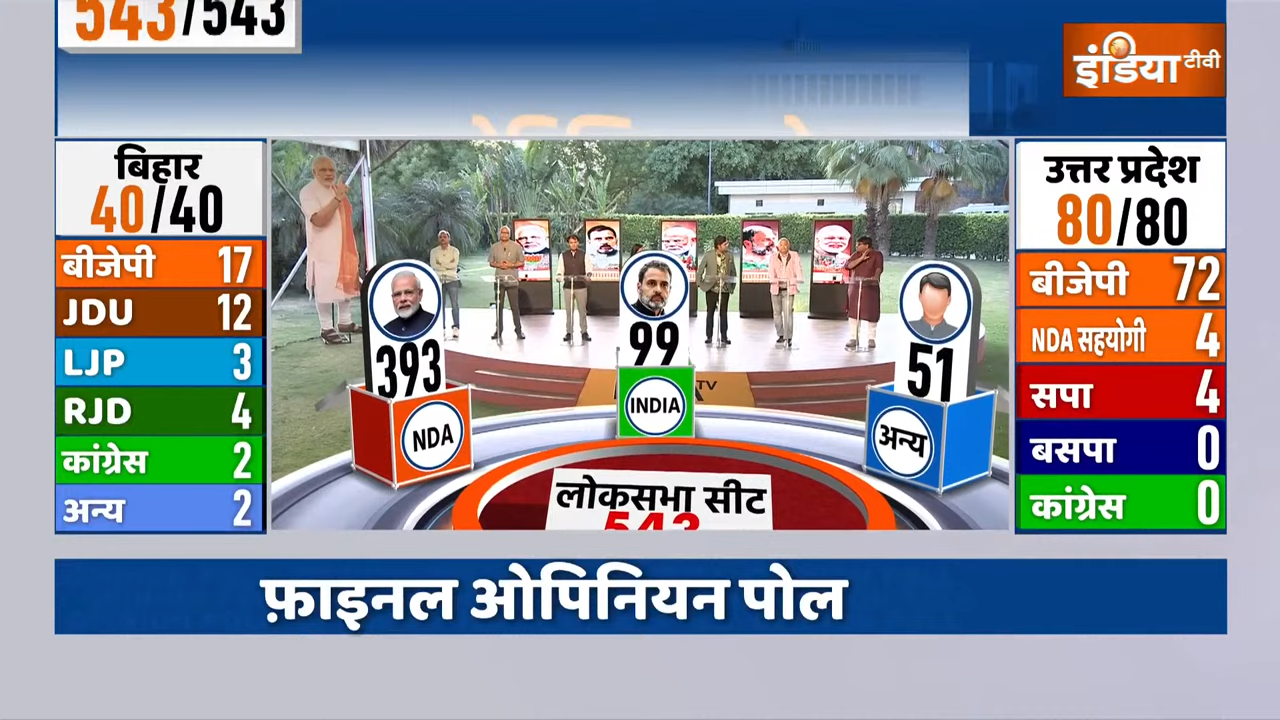 543/543
इंडिया टीवी
बिहार
40/40
बीजेपी 17
JDU 12
LJP 3
RJD 4
कांग्रेस 2
अन्य 2
393
NDA
99
INDIA
51
अन्य
TV
लोकसभा सीट
543
उत्तर प्रदेश
80/80
बीजेपी 72
NDA सहयोगी 4
सपा 4
बसपा 0
कांग्रेस 0
फ़ाइनल ओपिनियन पोल